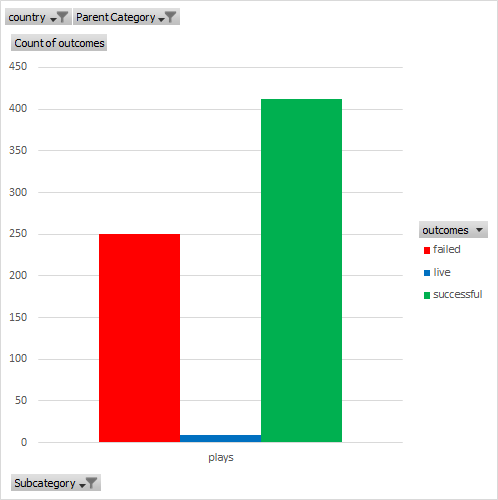 country Parent Category
Count of outcomes
450
400
350
300
250
200
150
100
50
0
plays
outcomes
failed
live
successful
Subcategory